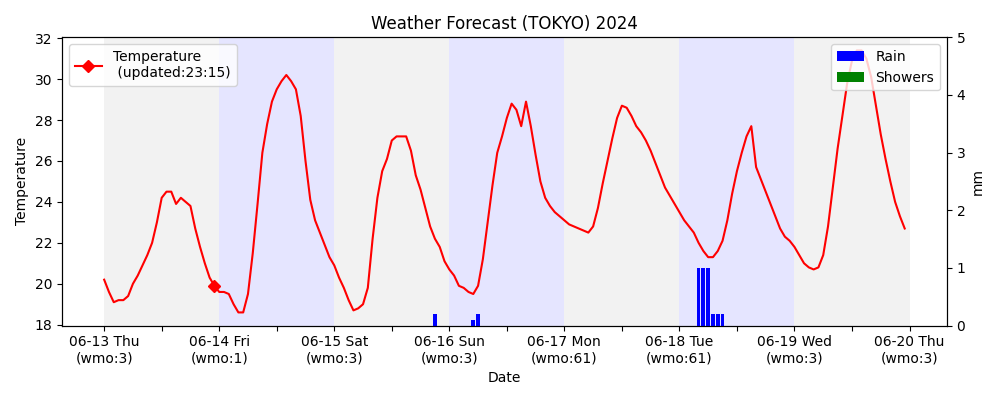 Weather Forecast (TOKYO) 2024
Temperature
(updated:23:15)
Rain
Showers
32
30
28
26
24
22
20
18
Temperature
5
4
3
2
1
0
mm
06-13 Thu
(wmo:3)
06-14 Fri
(wmo:1)
06-15 Sat
(wmo:3)
06-16 Sun
(wmo:3)
06-17 Mon
(wmo:61)
06-18 Tue
(wmo:61)
06-19 Wed
(wmo:3)
06-20 Thu
(wmo:3)
Date